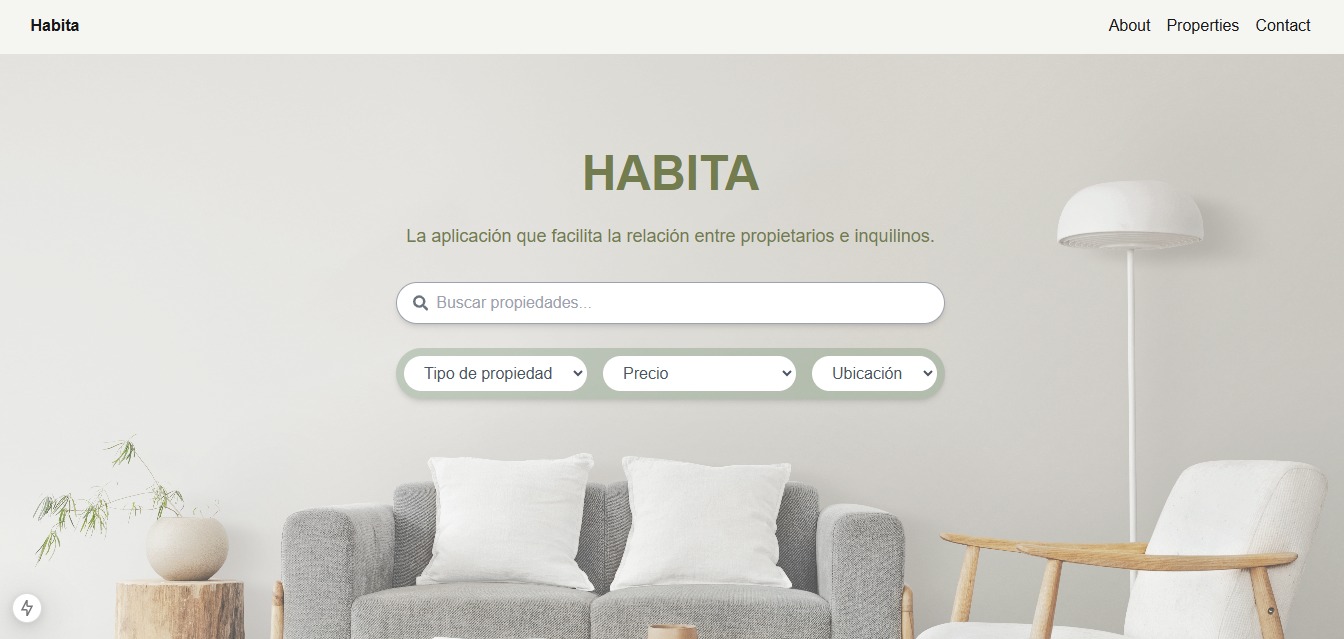 Habita
About Properties Contact
HABITA
La aplicación que facilita la relación entre propietarios e inquilinos.
Buscar propiedades...
Tipo de propiedad Precio Ubicación